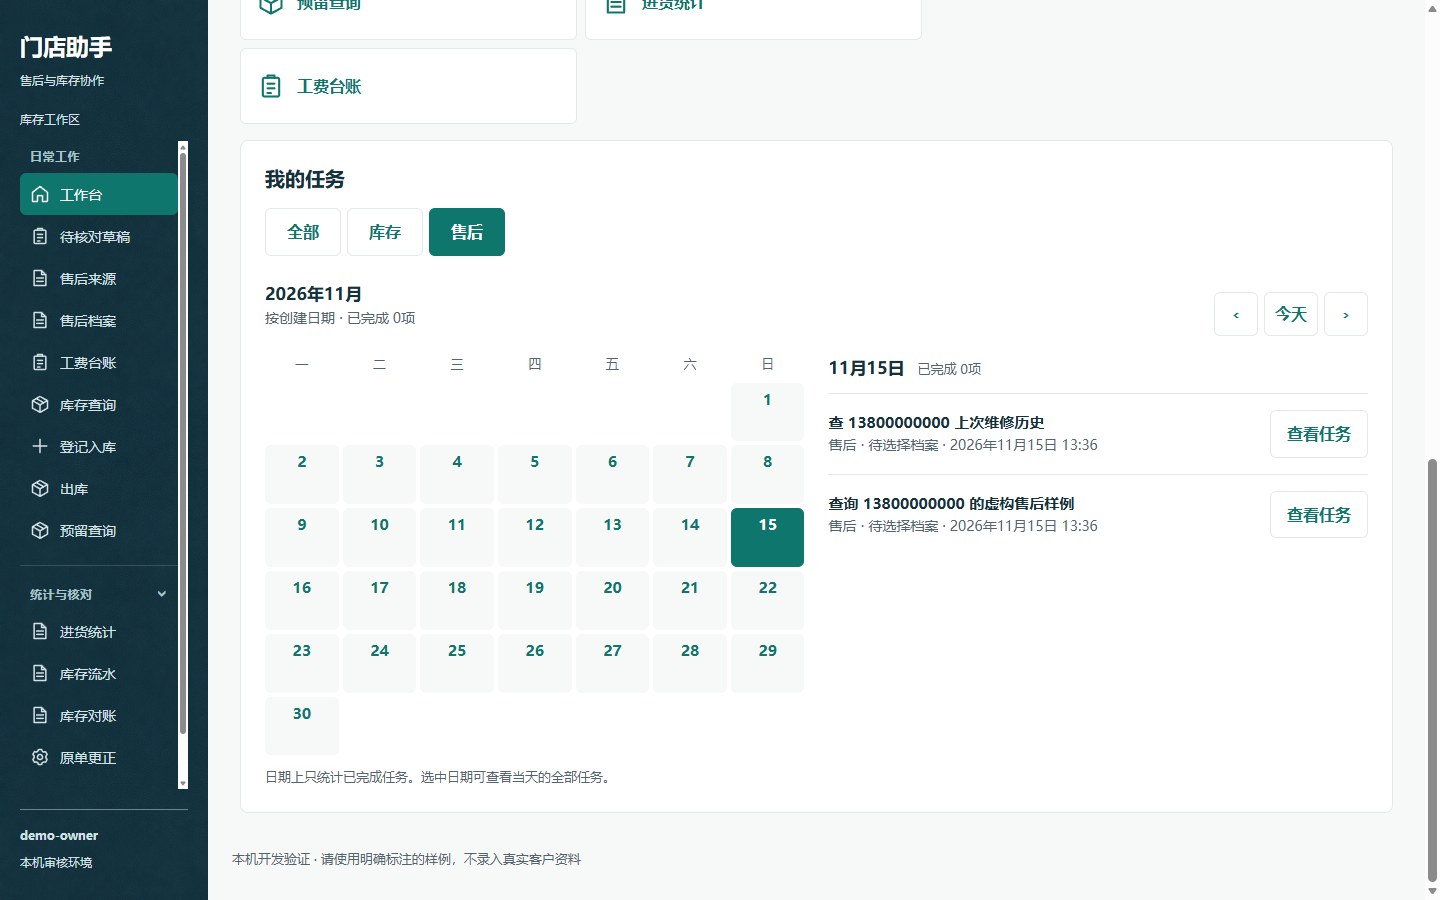 门店助手
售后与库存协作
库存工作区
日常工作
工作台
待核对草稿
售后来源
售后档案
工费台账
库存查询
登记入库
出库
预留查询
统计与核对
进货统计
库存流水
库存对账
原单更正
demo-owner
本机审核环境
预留查询
进货统计
工费台账
我的任务
全部 库存 售后
2026年11月
按创建日期 · 已完成 0项
‹ 今天 ›
一 二 三 四 五 六 日
1
2 3 4 5 6 7 8
9 10 11 12 13 14 15
16 17 18 19 20 21 22
23 24 25 26 27 28 29
30
日期上只统计已完成任务。选中日期可查看当天的全部任务。
11月15日 已完成 0项
查 13800000000 上次维修历史
售后 · 待选择档案 · 2026年11月15日 13:36
查看任务
查询 13800000000 的虚构售后样例
售后 · 待选择档案 · 2026年11月15日 13:36
查看任务
本机开发验证 · 请使用明确标注的样例，不录入真实客户资料